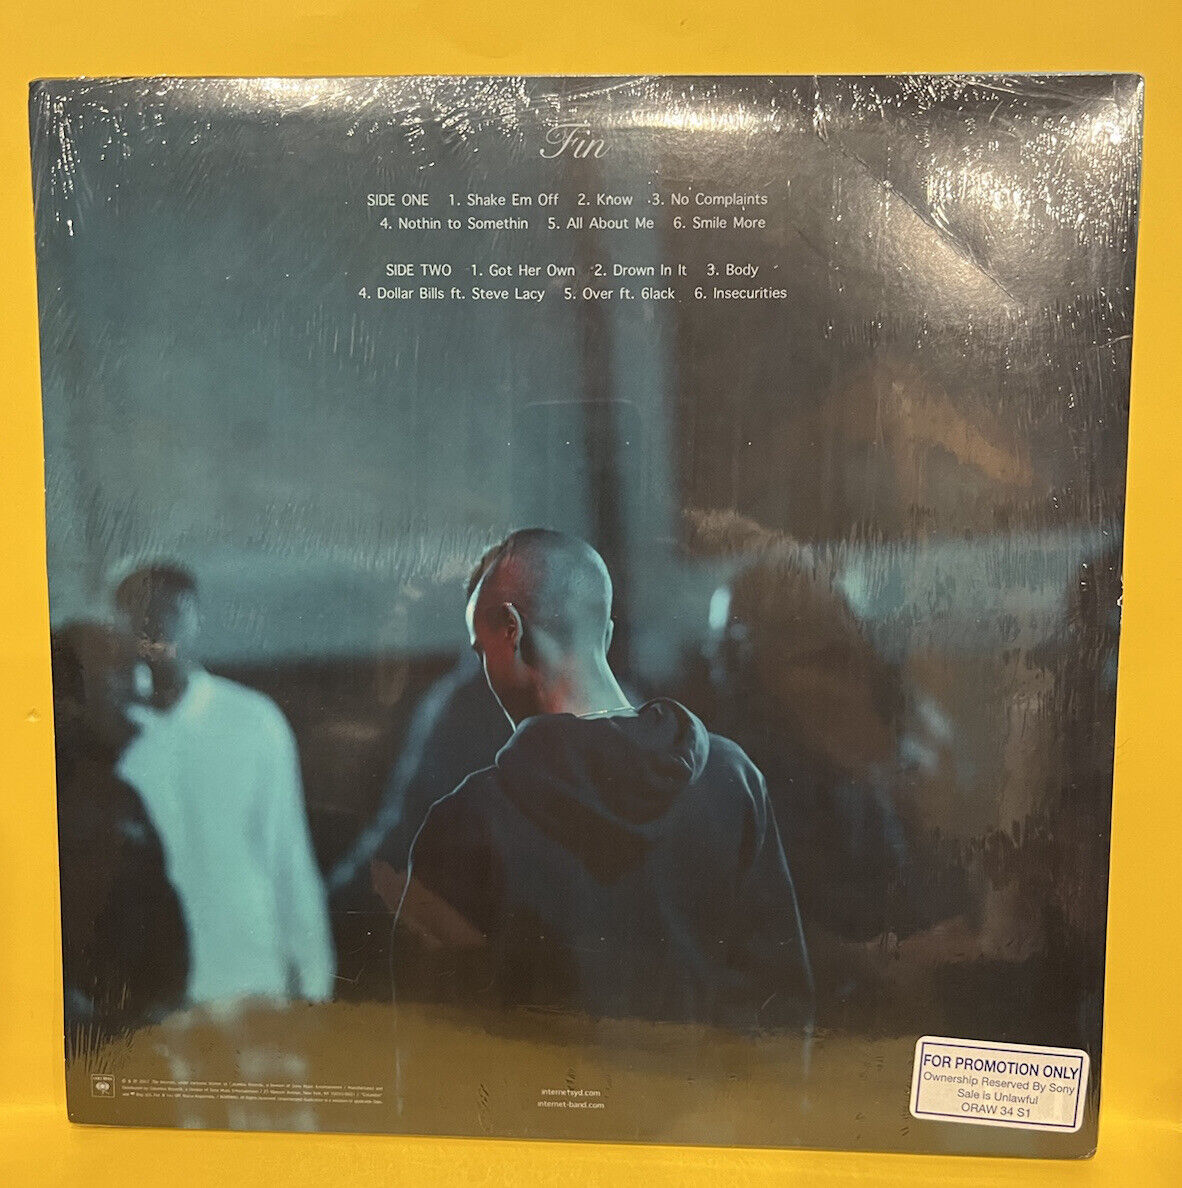 Fin
SIDE ONE 1. Shake Em Off 2. Know 3. No Complaints
4. Nothin to Somethin 5. All About Me 6. Smile More
SIDE TWO 1. Got Her Own 2. Drown In It 3. Body
4. Dollar Bills ft. Steve Lacy 5. Over ft. 6lack 6. Insecurities
internetsyd.com
internet-band.com
FOR PROMOTION ONLY
Ownership Reserved By Sony
Sale is Unlawful
ORAW 34 S1